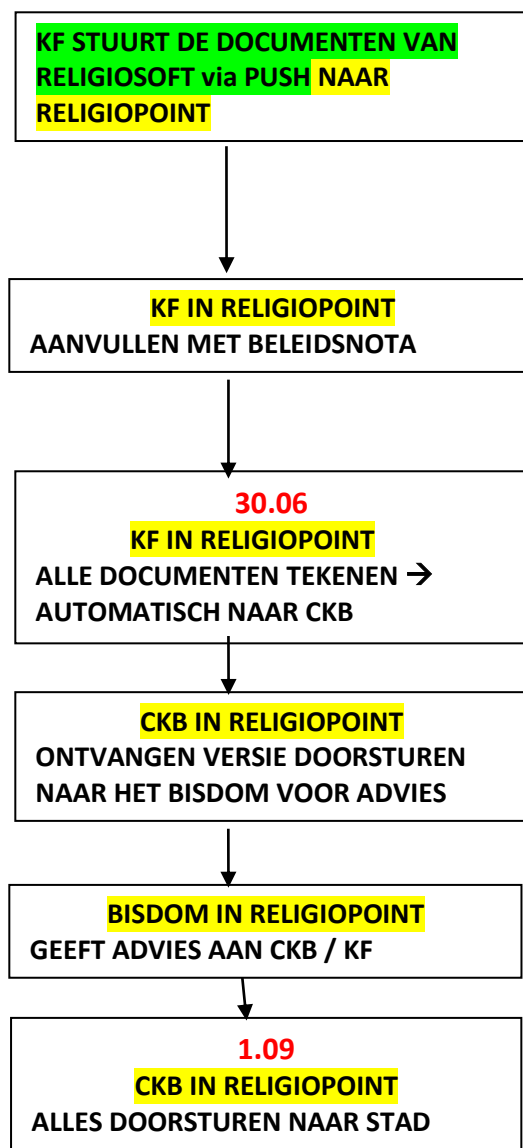 KF STUURT DE DOCUMENTEN VAN
RELIGIOSOFT via PUSH NAAR
RELIGIOPOINT
KF IN RELIGIOPOINT
AANVULLEN MET BELEIDSNOTA
30.06
KF IN RELIGIOPOINT
ALLE DOCUMENTEN TEKENEN →
AUTOMATISCH NAAR CKB
CKB IN RELIGIOPOINT
ONTVANGEN VERSIE DOORSTUREN
NAAR HET BISDOM VOOR ADVIES
BISDOM IN RELIGIOPOINT
GEEFT ADVIES AAN CKB / KF
1.09
CKB IN RELIGIOPOINT
ALLES DOORSTUREN NAAR STAD